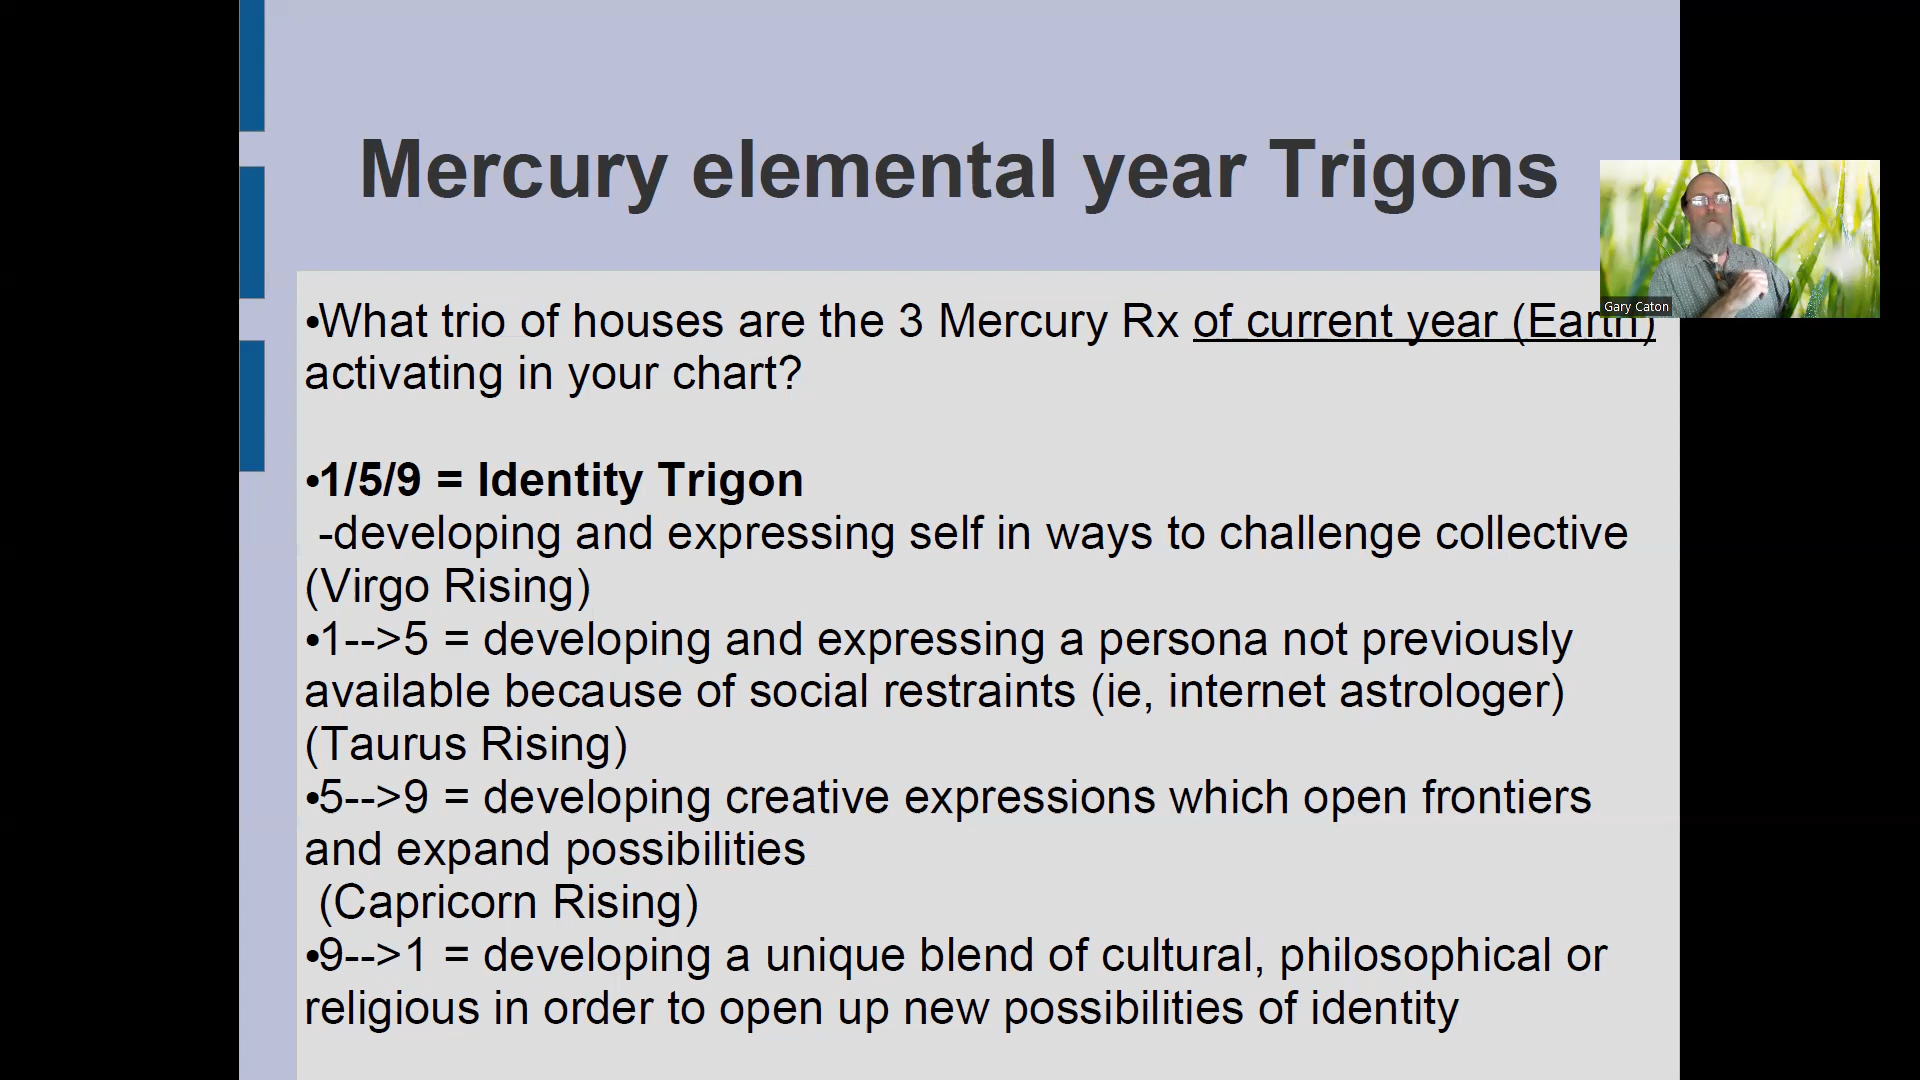 Mercury elemental year Trigons
Gary Caton
•What trio of houses are the 3 Mercury Rx of current year (Earth)
activating in your chart?
•1/5/9 = Identity Trigon
-developing and expressing self in ways to challenge collective
(Virgo Rising)
•1-->5 = developing and expressing a persona not previously
available because of social restraints (ie, internet astrologer)
(Taurus Rising)
•5-->9 = developing creative expressions which open frontiers
and expand possibilities
(Capricorn Rising)
•9-->1 = developing a unique blend of cultural, philosophical or
religious in order to open up new possibilities of identity